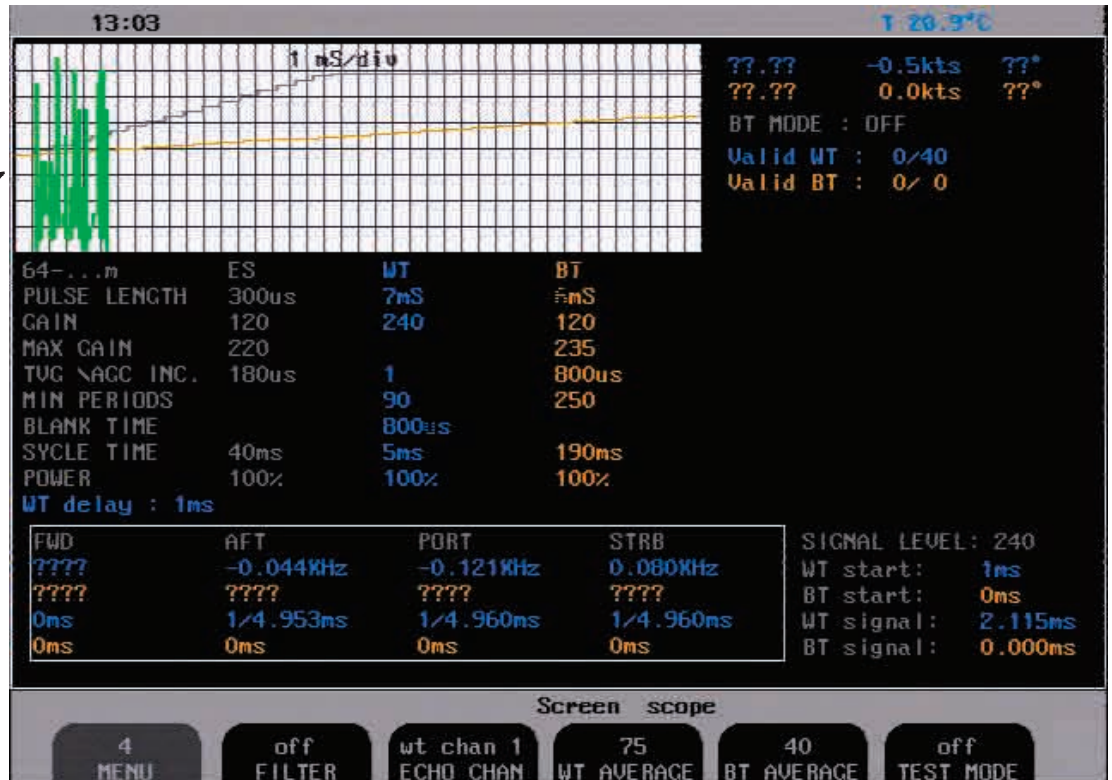 13:03 T 20.9°C
1 mS/div
??.?? -0.5kts ??°
??.?? 0.0kts ??°
BT MODE : OFF
Valid WT : 0/40
Valid BT : 0/ 0
64-...m ES WT BT
PULSE LENGTH 300us 7mS mS
GAIN 120 240 120
MAX GAIN 220 235
TVG \AGC INC. 180us 1 800us
MIN PERIODS 90 250
BLANK TIME 800us
SYCLE TIME 40ms 5ms 190ms
POWER 100% 100% 100%
WT delay : 1ms
FWD AFT PORT STRB
???? -0.044KHz -0.121KHz 0.080KHz
???? ???? ???? ????
0ms 1/4.953ms 1/4.960ms 1/4.960ms
0ms 0ms 0ms 0ms
SIGNAL LEVEL: 240
WT start: 1ms
BT start: 0ms
WT signal: 2.115ms
BT signal: 0.000ms
Screen scope
4 off wt chan 1 75 40 off
MENU FILTER ECHO CHAN WT AVERAGE BT AVERAGE TEST MODE